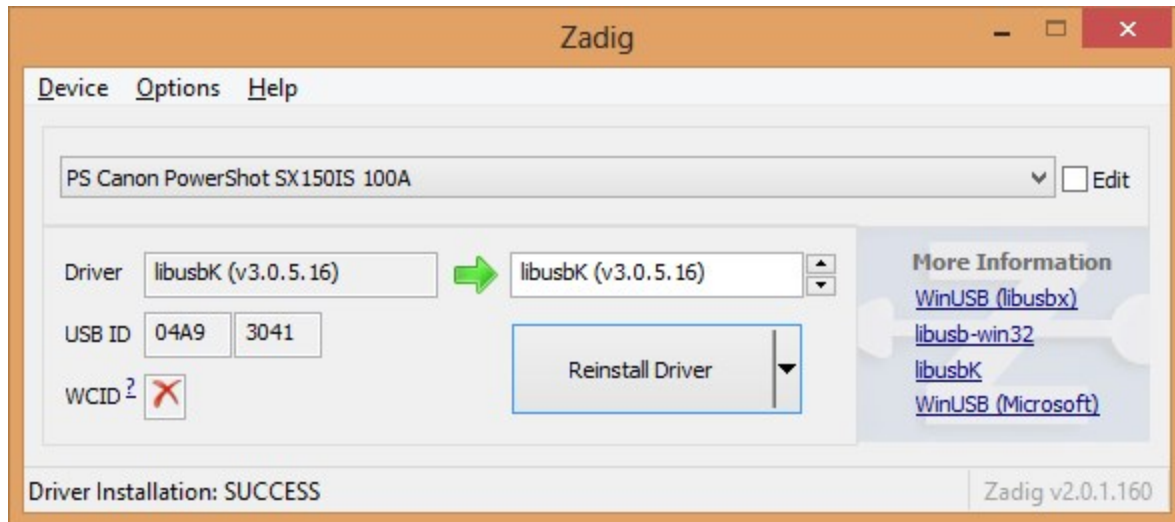 Zadig
Device Options Help
PS Canon PowerShot SX150IS 100A
Edit
Driver libusbK (v3.0.5.16) libusbK (v3.0.5.16)
USB ID 04A9 3041
WCID ?
Reinstall Driver
More Information
WinUSB (libusbx)
libusb-win32
libusbK
WinUSB (Microsoft)
Driver Installation: SUCCESS
Zadig v2.0.1.160